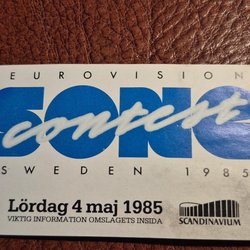 EUROVISION
SONG
contest
SWEDEN 1985
Lördag 4 maj 1985
VIKTIG INFORMATION OMSLAGETS INSIDA
SCANDINAVIUM